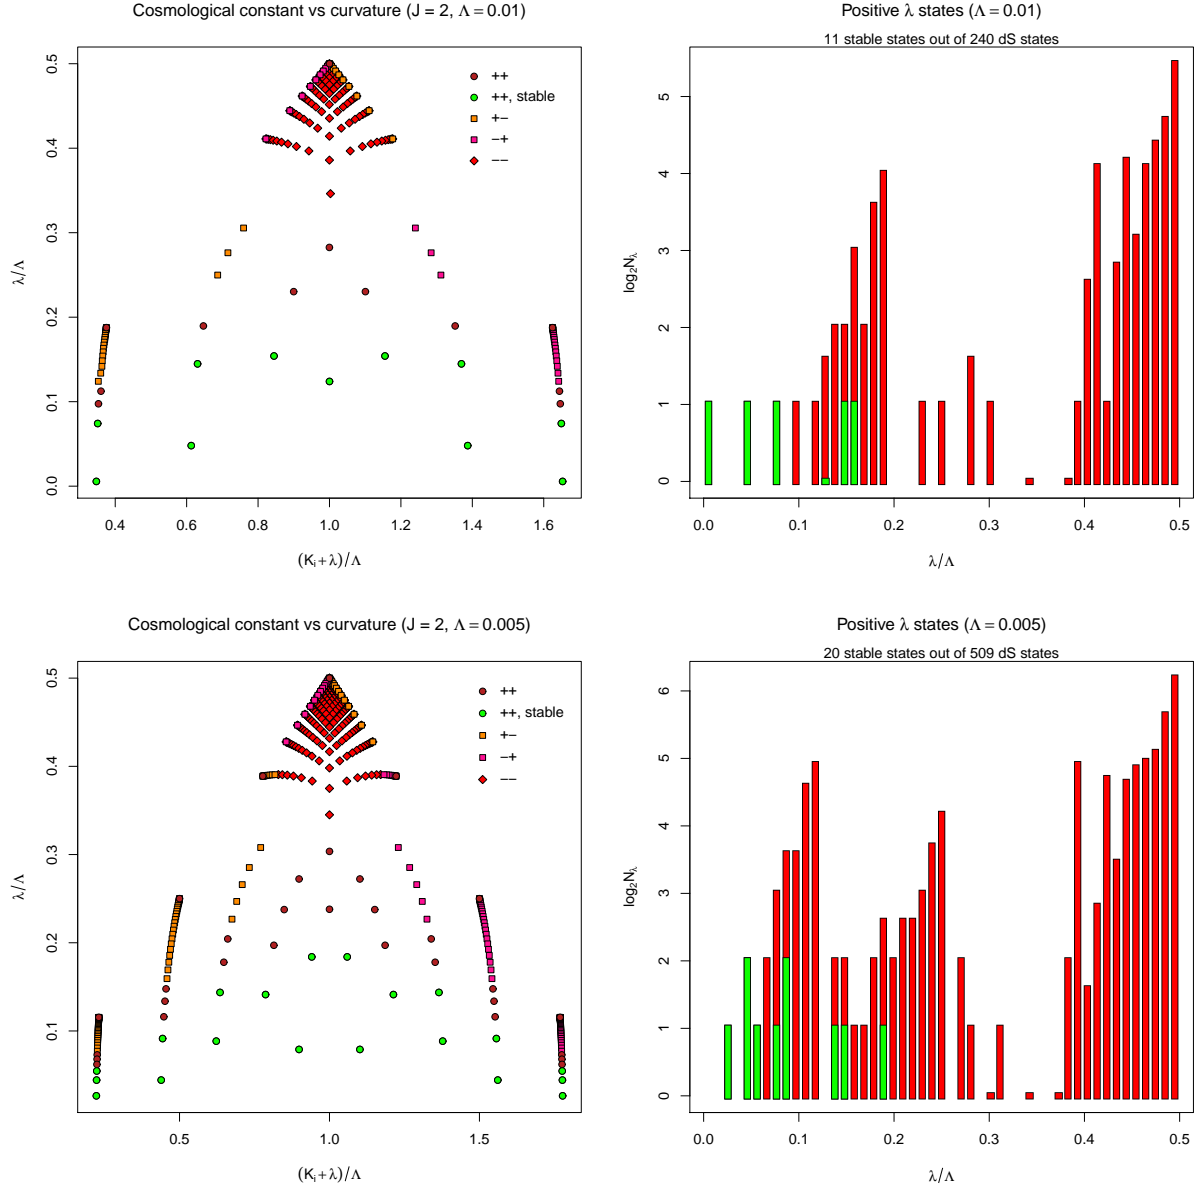 Cosmological constant vs curvature (J = 2, Λ = 0.01)
λ/Λ
0.0 0.1 0.2 0.3 0.4 0.5
++
++, stable
+−
−+
−−
0.4 0.6 0.8 1.0 1.2 1.4 1.6
(Kᵢ + λ)/Λ
Positive λ states (Λ = 0.01)
11 stable states out of 240 dS states
log₂N_λ
0 1 2 3 4 5
0.0 0.1 0.2 0.3 0.4 0.5
λ/Λ
Cosmological constant vs curvature (J = 2, Λ = 0.005)
λ/Λ
0.1 0.2 0.3 0.4 0.5
++
++, stable
+−
−+
−−
0.5 1.0 1.5
(Kᵢ + λ)/Λ
Positive λ states (Λ = 0.005)
20 stable states out of 509 dS states
log₂N_λ
0 1 2 3 4 5 6
0.0 0.1 0.2 0.3 0.4 0.5
λ/Λ